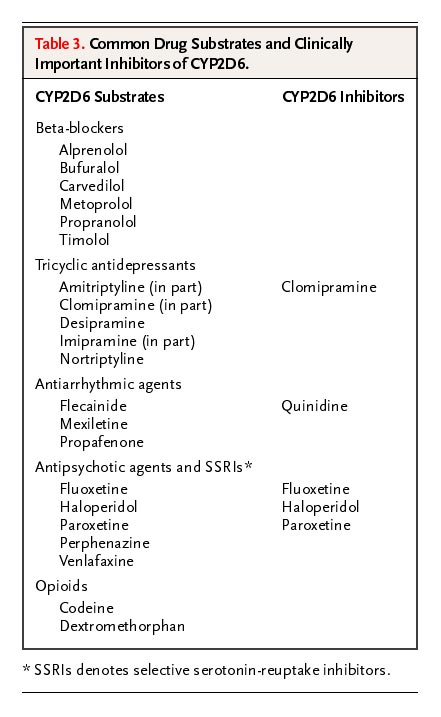 Table 3. Common Drug Substrates and Clinically
Important Inhibitors of CYP2D6.
CYP2D6 Substrates CYP2D6 Inhibitors
Beta-blockers
Alprenolol
Bufuralol
Carvedilol
Metoprolol
Propranolol
Timolol
Tricyclic antidepressants
Amitriptyline (in part) Clomipramine
Clomipramine (in part)
Desipramine
Imipramine (in part)
Nortriptyline
Antiarrhythmic agents
Flecainide Quinidine
Mexiletine
Propafenone
Antipsychotic agents and SSRIs*
Fluoxetine Fluoxetine
Haloperidol Haloperidol
Paroxetine Paroxetine
Perphenazine
Venlafaxine
Opioids
Codeine
Dextromethorphan
* SSRIs denotes selective serotonin-reuptake inhibitors.